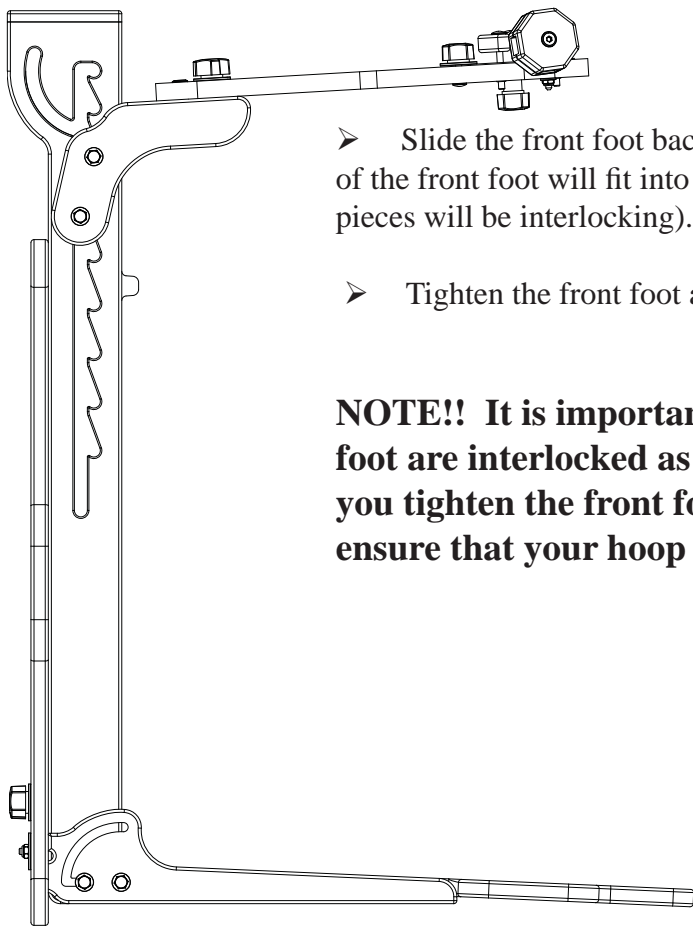 ➢ Slide the front foot bac
of the front foot will fit into
pieces will be interlocking).
➢ Tighten the front foot a
NOTE!! It is importan
foot are interlocked as
you tighten the front fo
ensure that your hoop